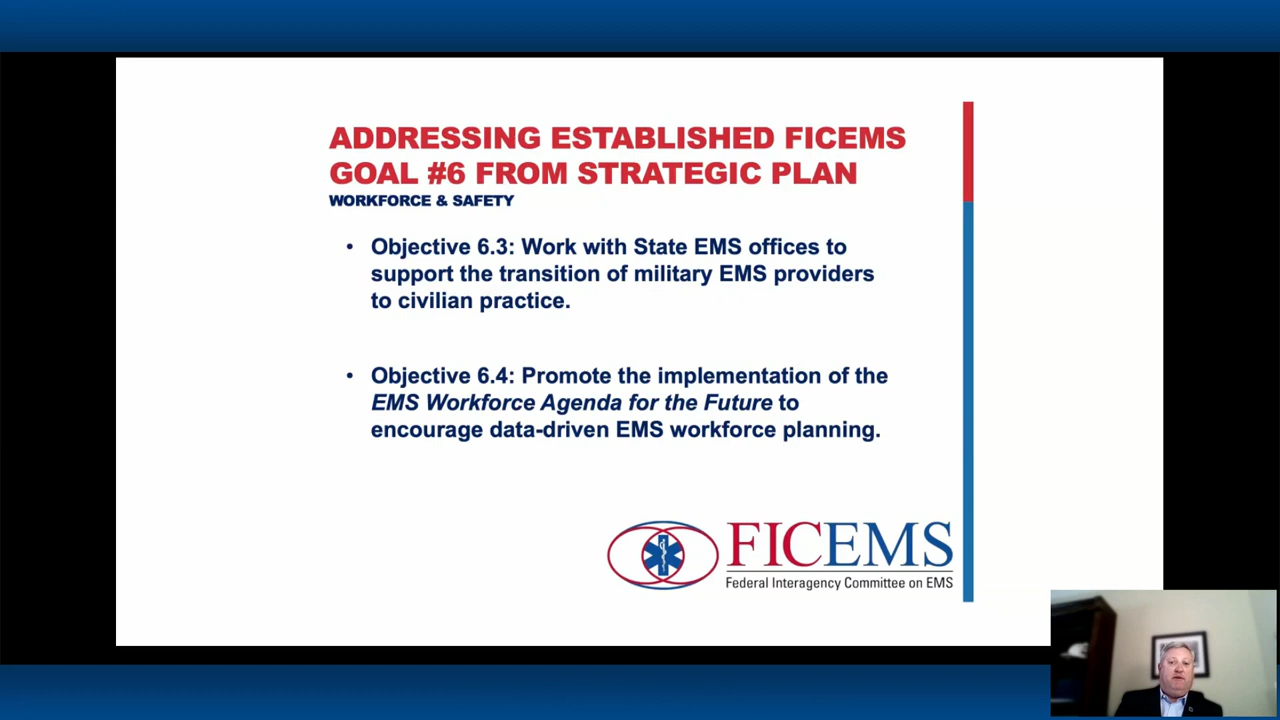 ADDRESSING ESTABLISHED FICEMS
GOAL #6 FROM STRATEGIC PLAN
WORKFORCE & SAFETY
• Objective 6.3: Work with State EMS offices to
support the transition of military EMS providers
to civilian practice.
• Objective 6.4: Promote the implementation of the
EMS Workforce Agenda for the Future to
encourage data-driven EMS workforce planning.
FICEMS
Federal Interagency Committee on EMS